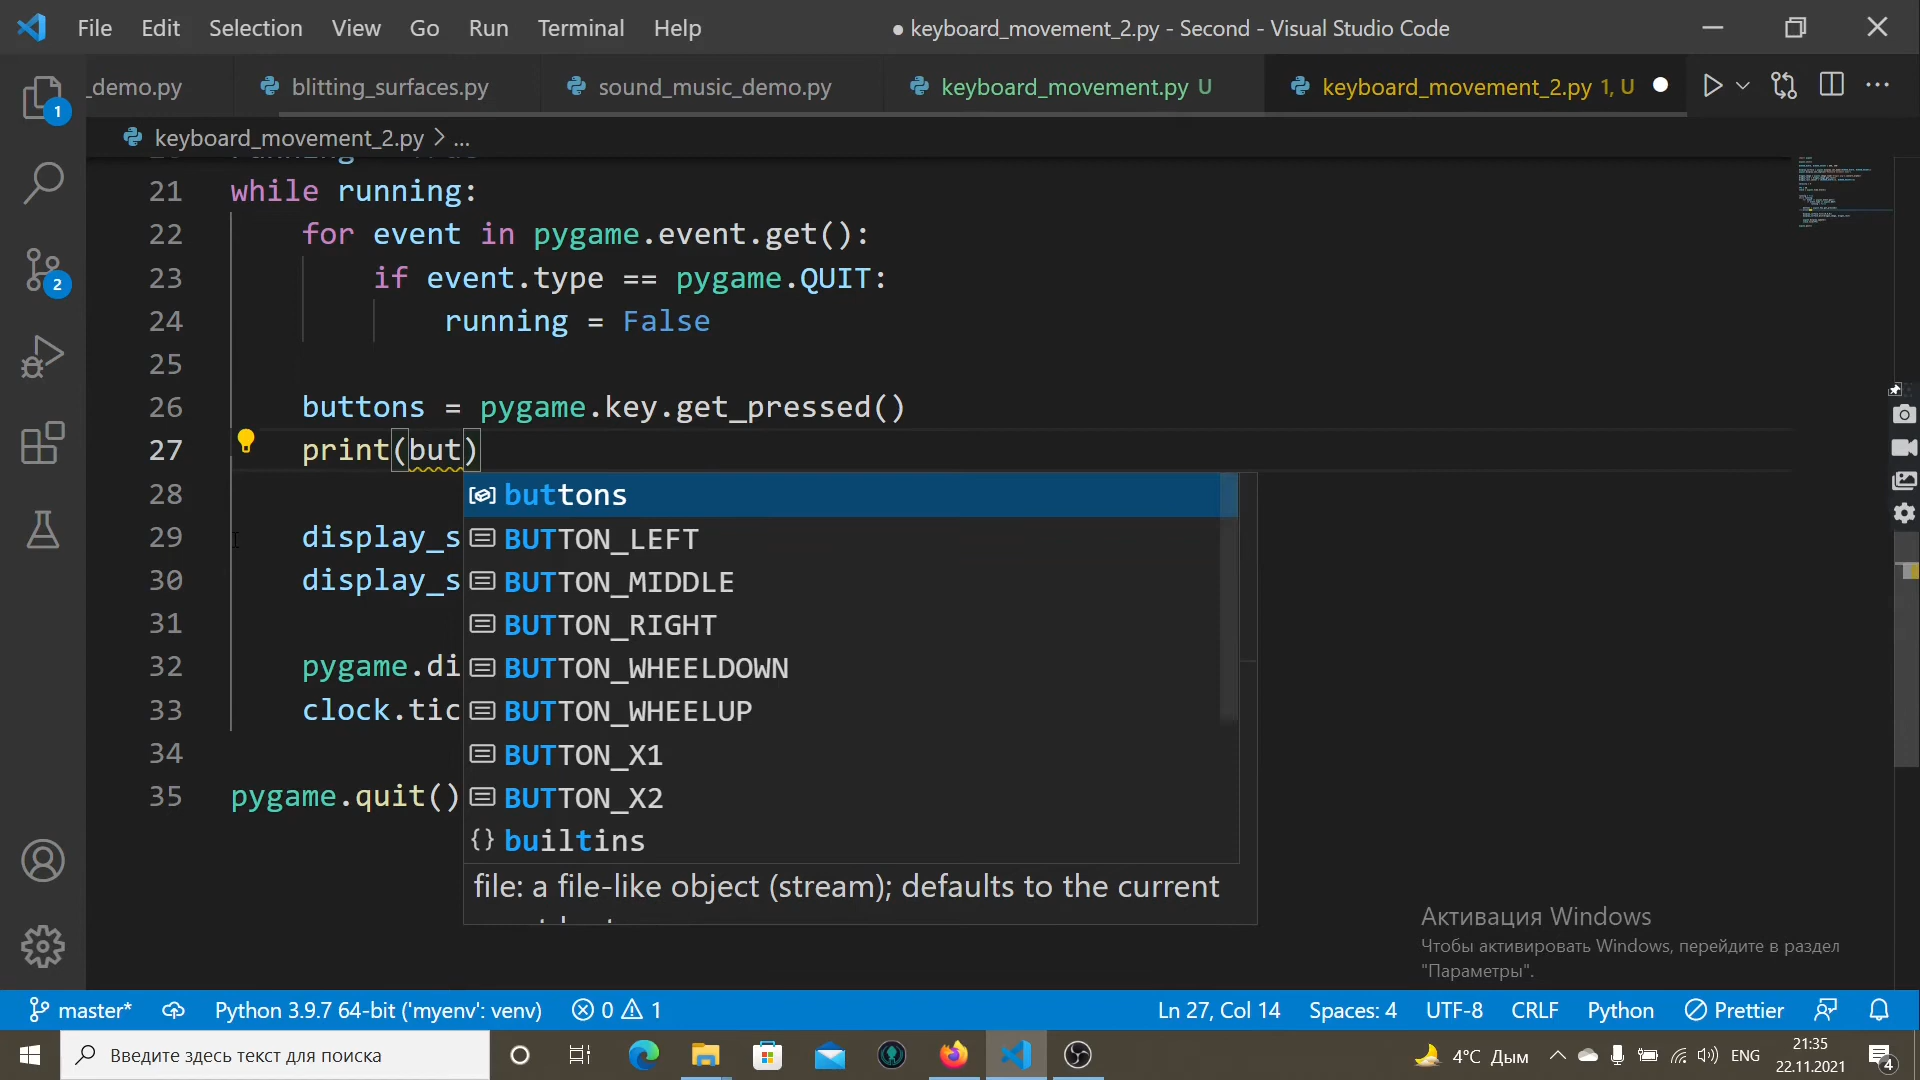 File Edit Selection View Go Run Terminal Help
● keyboard_movement_2.py - Second - Visual Studio Code
_demo.py blitting_surfaces.py sound_music_demo.py keyboard_movement.py U keyboard_movement_2.py 1, U
keyboard_movement_2.py > ...
21 while running:
22 for event in pygame.event.get():
23 if event.type == pygame.QUIT:
24 running = False
25
26 buttons = pygame.key.get_pressed()
27 print(but)
28 buttons
BUTTON_LEFT
29 display_s
BUTTON_MIDDLE
30 display_s
BUTTON_RIGHT
31
BUTTON_WHEELDOWN
32 pygame.di
BUTTON_WHEELUP
33 clock.tic
BUTTON_X1
34
BUTTON_X2
35 pygame.quit()
builtins
file: a file-like object (stream); defaults to the current
1
2
Активация Windows
Чтобы активировать Windows, перейдите в раздел
"Параметры".
master* Python 3.9.7 64-bit ('myenv': venv) 0 1 Ln 27, Col 14 Spaces: 4 UTF-8 CRLF Python Prettier
Введите здесь текст для поиска
4°C Дым ENG
21:35
22.11.2021
4